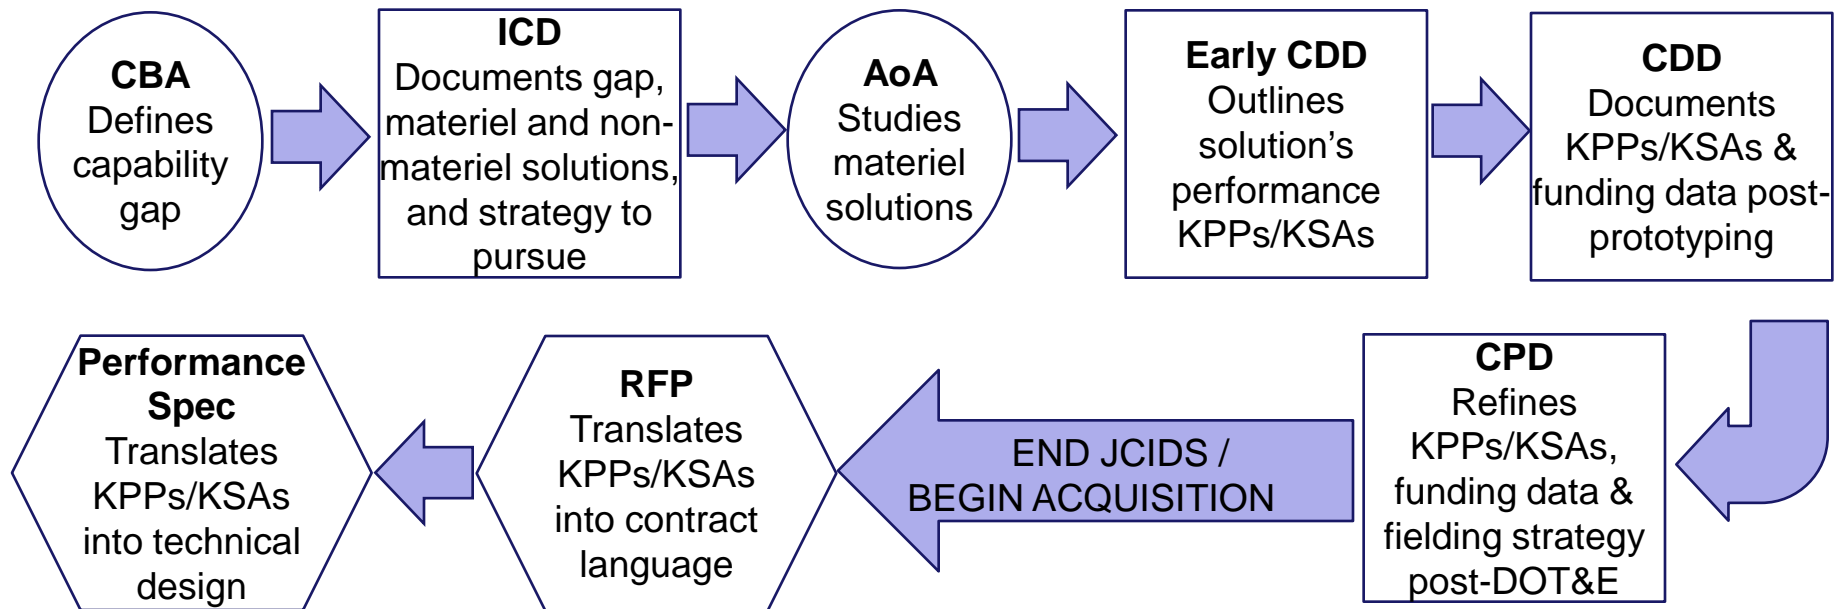 CBA
Defines
capability
gap
ICD
Documents gap,
materiel and non-
materiel solutions,
and strategy to
pursue
AoA
Studies
materiel
solutions
Early CDD
Outlines
solution’s
performance
KPPs/KSAs
CDD
Documents
KPPs/KSAs &
funding data post-
prototyping
CPD
Refines
KPPs/KSAs,
funding data &
fielding strategy
post-DOT&E
END JCIDS /
BEGIN ACQUISITION
RFP
Translates
KPPs/KSAs
into contract
language
Performance
Spec
Translates
KPPs/KSAs
into technical
design